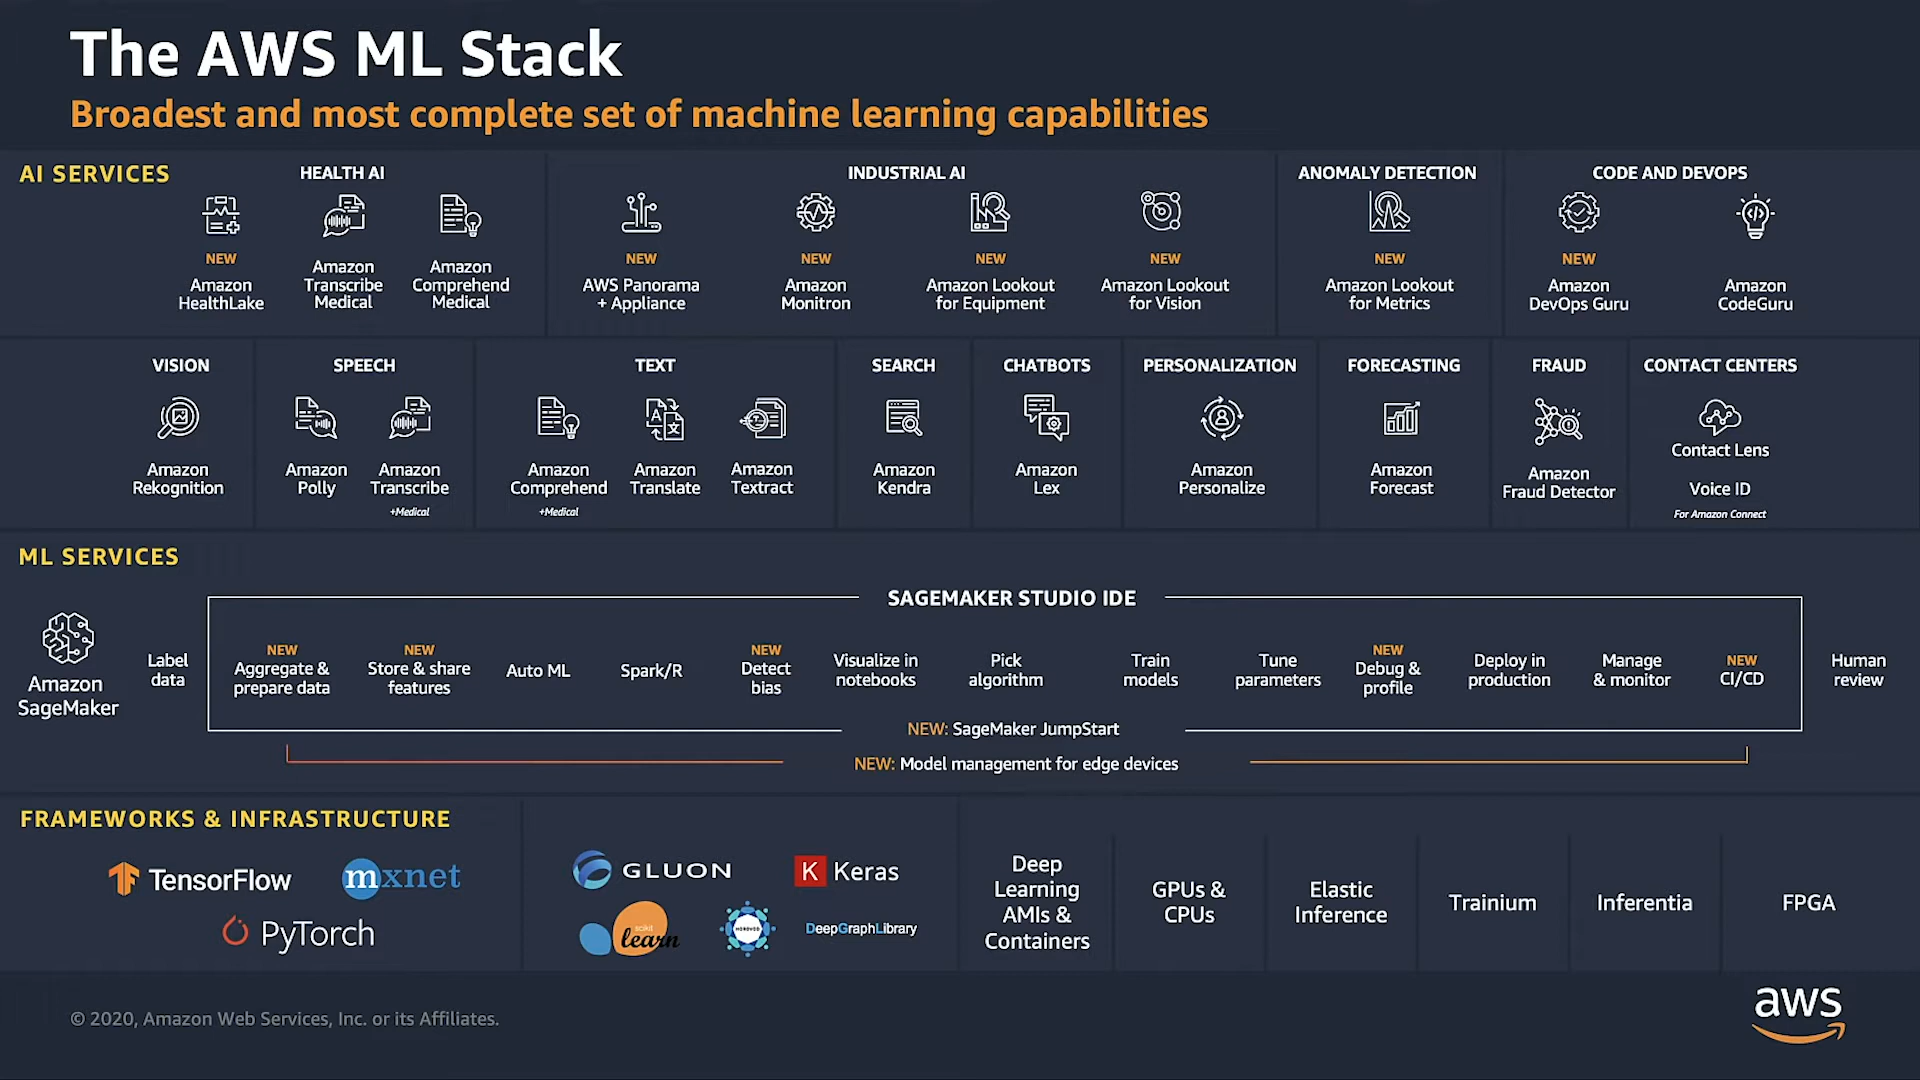 The AWS ML Stack
Broadest and most complete set of machine learning capabilities
AI SERVICES
HEALTH AI
NEW
Amazon
HealthLake
Amazon
Transcribe
Medical
Amazon
Comprehend
Medical
INDUSTRIAL AI
NEW
AWS Panorama
+ Appliance
NEW
Amazon
Monitron
NEW
Amazon Lookout
for Equipment
NEW
Amazon Lookout
for Vision
ANOMALY DETECTION
NEW
Amazon Lookout
for Metrics
CODE AND DEVOPS
NEW
Amazon
DevOps Guru
Amazon
CodeGuru
VISION
Amazon
Rekognition
SPEECH
Amazon
Polly
Amazon
Transcribe
+Medical
TEXT
Amazon
Comprehend
+Medical
A
文
Amazon
Translate
Amazon
Textract
SEARCH
Amazon
Kendra
CHATBOTS
Amazon
Lex
PERSONALIZATION
Amazon
Personalize
FORECASTING
Amazon
Forecast
FRAUD
Amazon
Fraud Detector
CONTACT CENTERS
Contact Lens
Voice ID
For Amazon Connect
ML SERVICES
Amazon
SageMaker
Label
data
SAGEMAKER STUDIO IDE
NEW
Aggregate &
prepare data
NEW
Store & share
features
Auto ML
Spark/R
NEW
Detect
bias
Visualize in
notebooks
Pick
algorithm
Train
models
Tune
parameters
NEW
Debug &
profile
Deploy in
production
Manage
& monitor
NEW
CI/CD
Human
review
NEW: SageMaker JumpStart
NEW: Model management for edge devices
FRAMEWORKS & INFRASTRUCTURE
TensorFlow
mxnet
PyTorch
GLUON
K Keras
scikit
learn
HOROVOD
DeepGraphLibrary
Deep
Learning
AMIs &
Containers
GPUs &
CPUs
Elastic
Inference
Trainium
Inferentia
FPGA
© 2020, Amazon Web Services, Inc. or its Affiliates.
aws